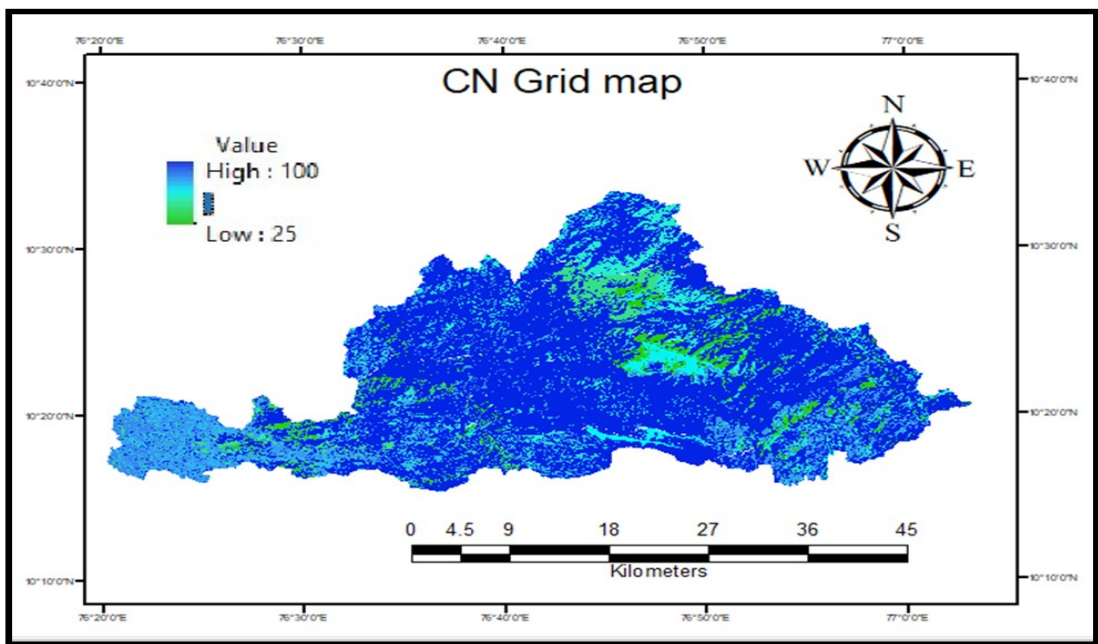 76°20'0"E 76°30'0"E 76°40'0"E 76°50'0"E 77°0'0"E
CN Grid map
10°40'0"N 10°40'0"N
N
Value
High : 100
W E
Low : 25
S
10°30'0"N 10°30'0"N
10°20'0"N 10°20'0"N
0 4.5 9 18 27 36 45
Kilometers
10°10'0"N 10°10'0"N
76°20'0"E 76°30'0"E 76°40'0"E 76°50'0"E 77°0'0"E